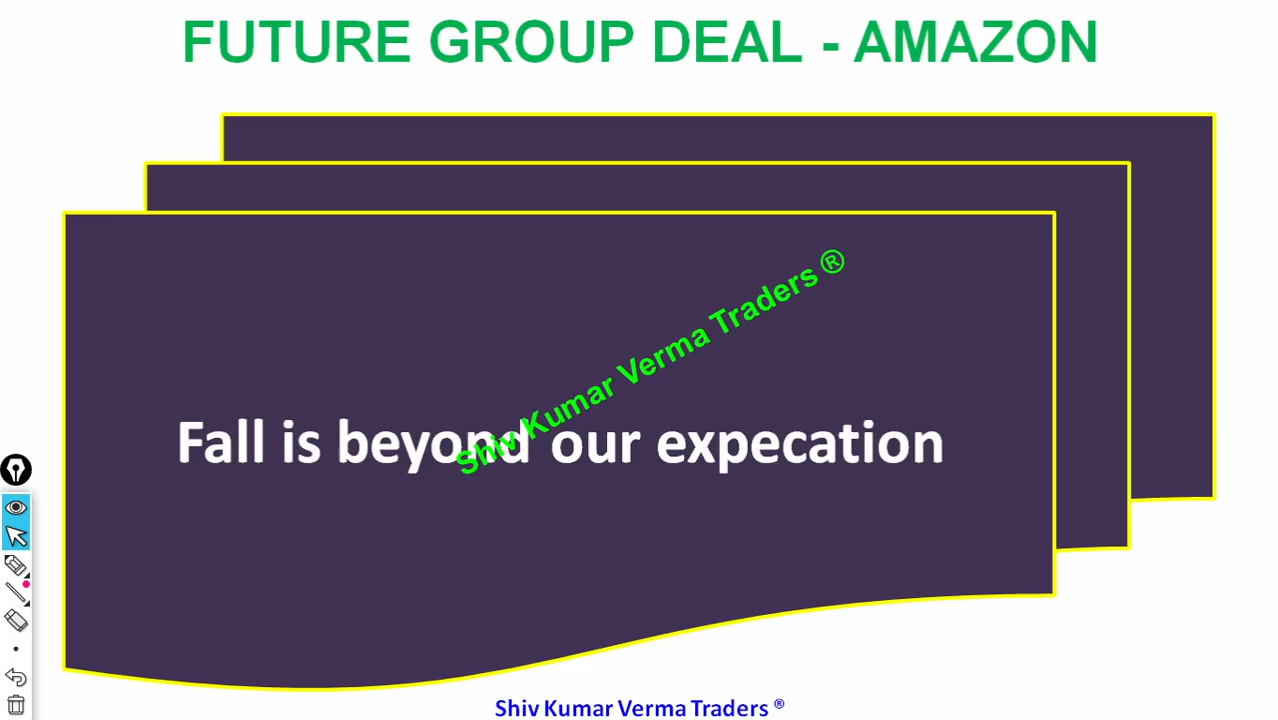 FUTURE GROUP DEAL - AMAZON
Shiv Kumar Verma Traders ®
Fall is beyond our expecation
Shiv Kumar Verma Traders ®